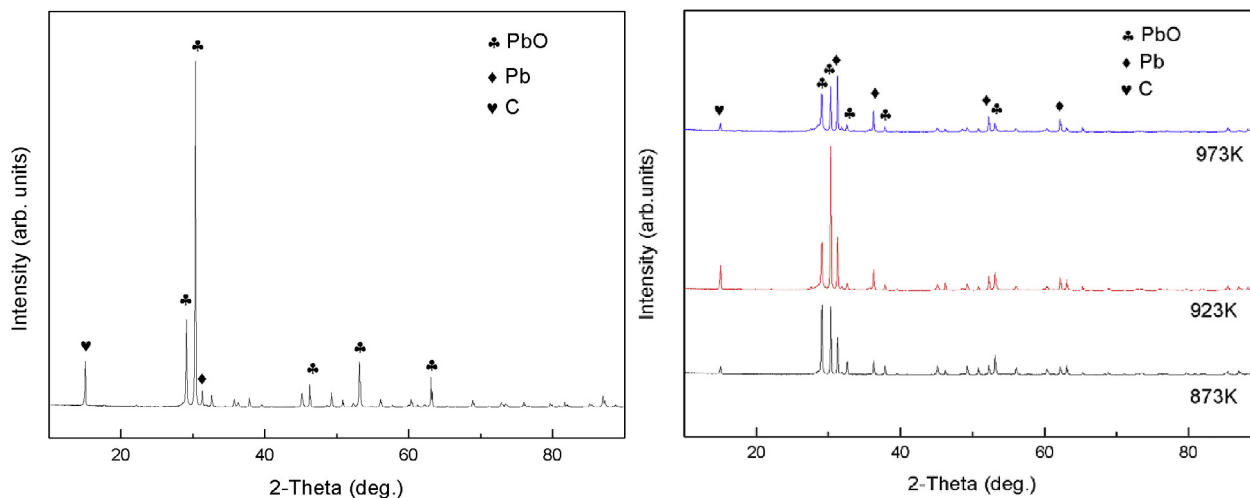 ♣ PbO
♦ Pb
♥ C
Intensity (arb. units)
20
40
60
80
2-Theta (deg.)
♣ PbO
♦ Pb
♥ C
973K
923K
873K
Intensity (arb.units)
20
40
60
80
2-Theta (deg.)